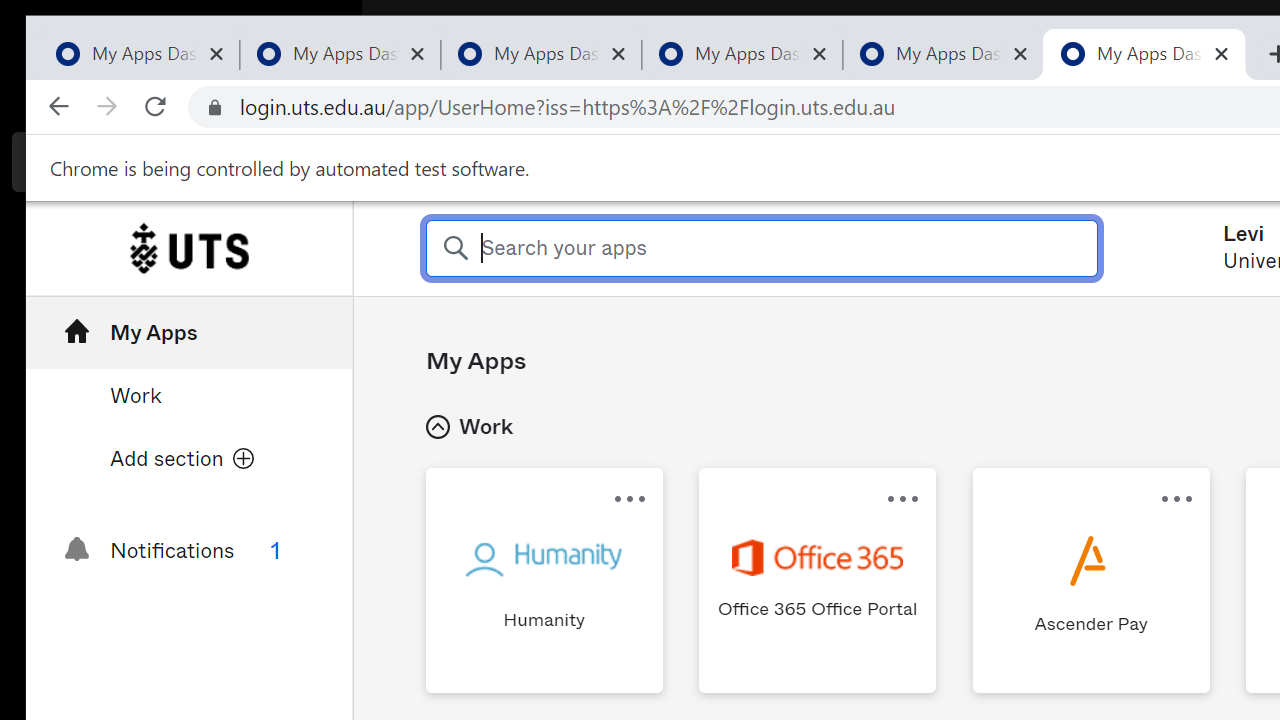 My Apps Das My Apps Das My Apps Das My Apps Das My Apps Das My Apps Das
login.uts.edu.au/app/UserHome?iss=https%3A%2F%2Flogin.uts.edu.au
Chrome is being controlled by automated test software.
UTS
Search your apps
Levi
Univer
My Apps
Work
Add section
Notifications 1
My Apps
Work
Humanity
Humanity
Office 365
Office 365 Office Portal
Ascender Pay